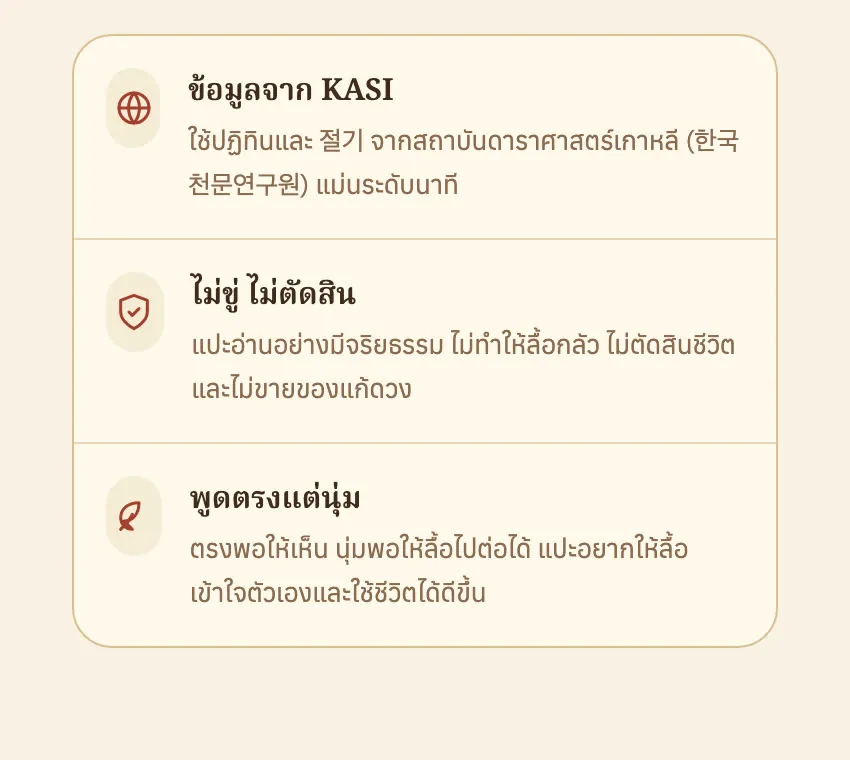 ข้อมูลจาก KASI
ใช้ปฏิทินและ 절기 จากสถาบันดาราศาสตร์เกาหลี (한국
천문연구원) แม่นระดับนาที
ไม่ขู่ ไม่ตัดสิน
แปะอ่านอย่างมีจริยธรรม ไม่ทำให้ลื้อกลัว ไม่ตัดสินชีวิต
และไม่ขายของแก้ดวง
พูดตรงแต่นุ่ม
ตรงพอให้เห็น นุ่มพอให้ลื้อไปต่อได้ แปะอยากให้ลื้อ
เข้าใจตัวเองและใช้ชีวิตได้ดีขึ้น